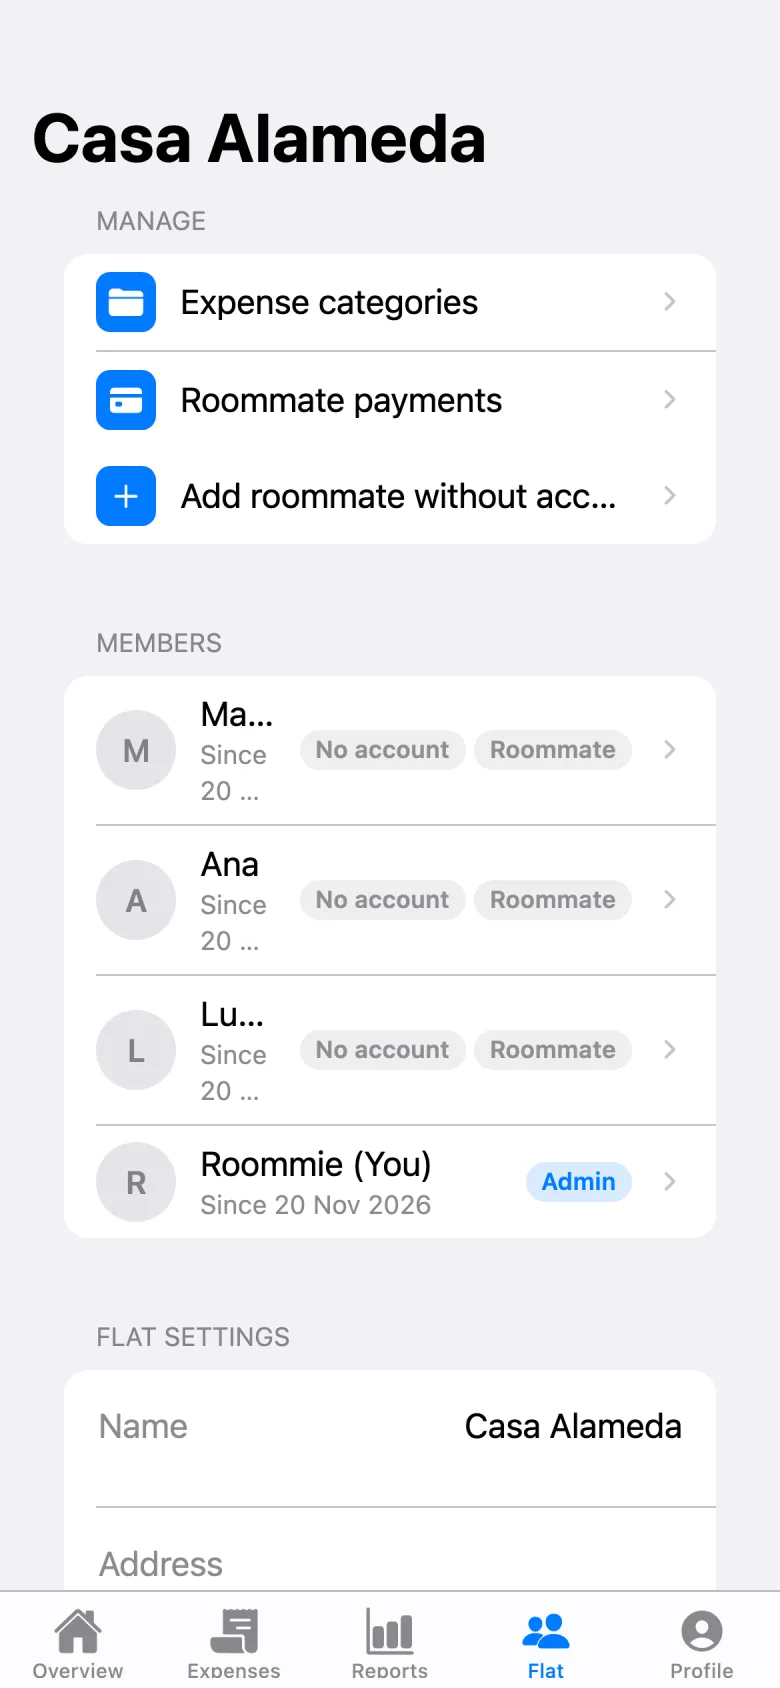 Casa Alameda
MANAGE
Expense categories
Roommate payments
Add roommate without acc...
MEMBERS
M
Ma...
Since
20 ...
No account
Roommate
A
Ana
Since
20 ...
No account
Roommate
L
Lu...
Since
20 ...
No account
Roommate
R
Roommie (You)
Since 20 Nov 2026
Admin
FLAT SETTINGS
Name
Casa Alameda
Address
Overview
Expenses
Reports
Flat
Profile